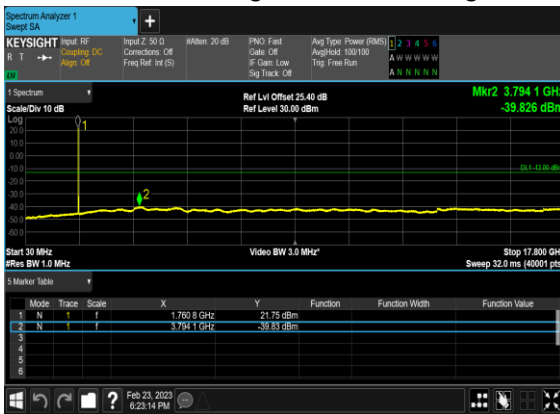 Spectrum Analyzer 1
Swept SA
+
KEYSIGHT Input: RF Input Z: 50 Ω #Atten: 20 dB PNO: Fast Avg Type: Power (RMS) 1 2 3 4 5 6
R T Coupling: DC Corrections: Off Gate: Off Avg|Hold: 100/100 A W W W W W
Align: Off Freq Ref: Int (S) IF Gain: Low Trig: Free Run
LV Sig Track: Off A N N N N N
1 Spectrum Ref Lvl Offset 25.40 dB Mkr2 3.794 1 GHz
Scale/Div 10 dB Ref Level 30.00 dBm -39.826 dBm
Log
20.0 1
10.0
0.00
-10.0 DL1 -13.00 dBm
-20.0
-30.0 2
-40.0
-50.0
-60.0
Start 30 MHz Video BW 3.0 MHz* Stop 17.800 GH
#Res BW 1.0 MHz Sweep 32.0 ms (40001 pts
5 Marker Table
Mode Trace Scale X Y Function Function Width Function Value
1 N 1 f 1.760 8 GHz 21.75 dBm
2 N 1 f 3.794 1 GHz -39.83 dBm
3
4
5
6
? Feb 23, 2023
6:23:14 PM